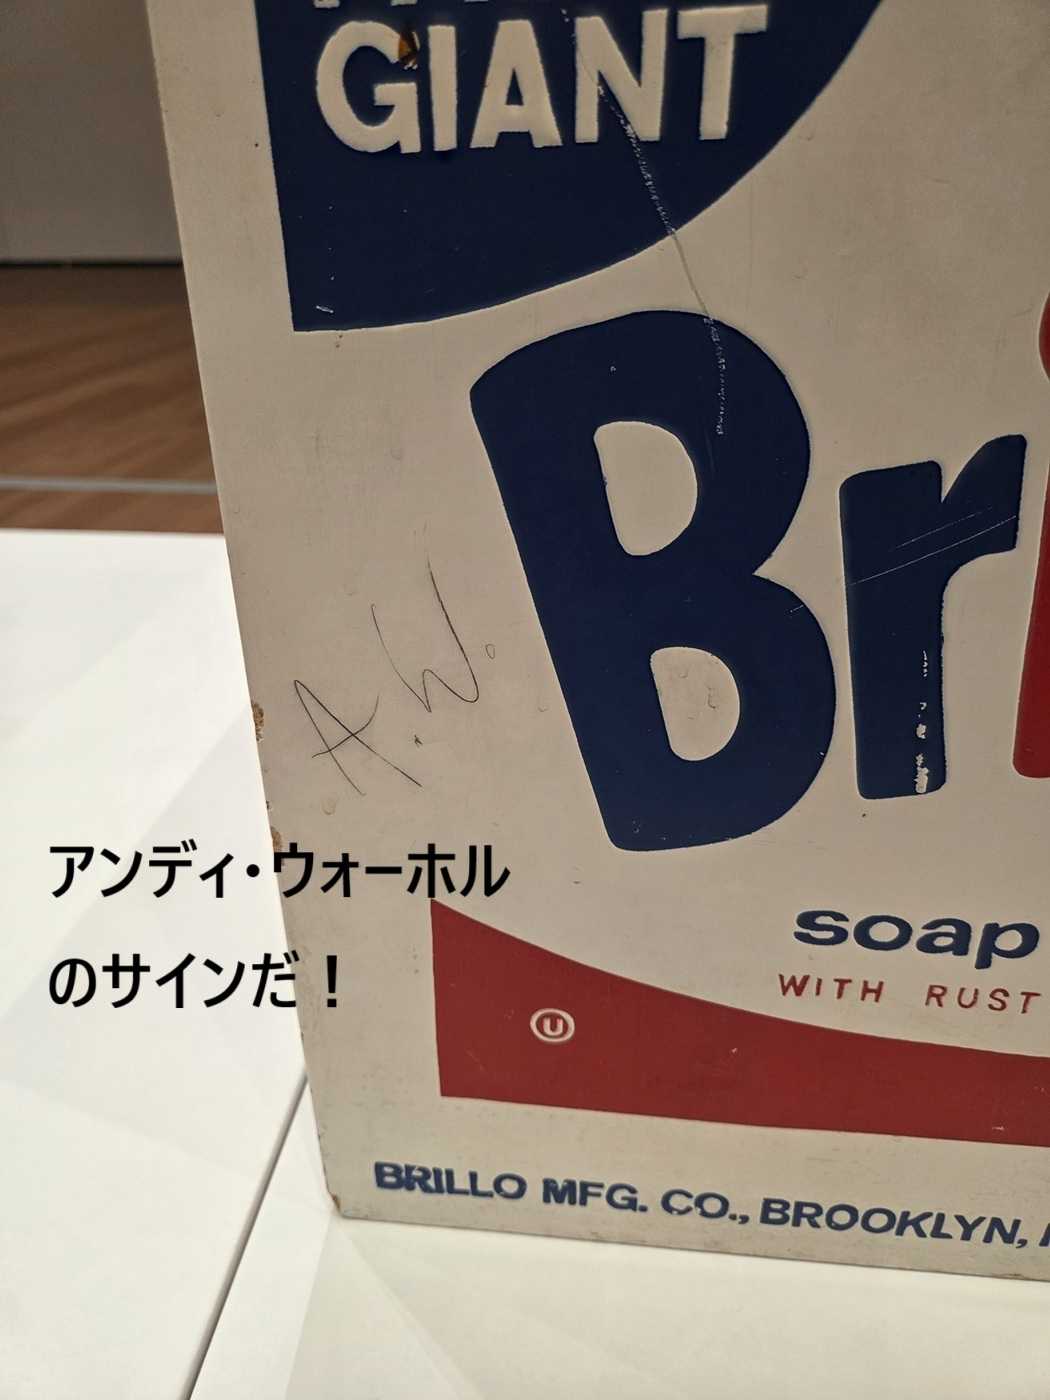 GIANT
Br
A.W.
アンディ・ウォーホル
のサインだ！
soap
WITH RUST
U
BRILLO MFG. CO., BROOKLYN,